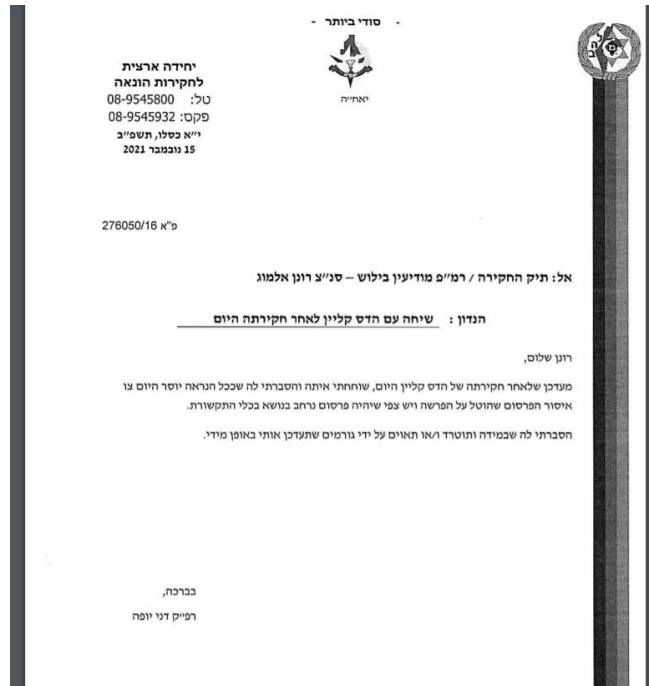 - סודי ביותר -
יאחי״ה
יחידה ארצית
לחקירות הונאה
טל: 08-9545800
פקס: 08-9545932
י״א כסלו, תשפ״ב
15 נובמבר 2021
פ"א 276050/16
אל: תיק החקירה / רמ״פ מודיעין בילוש – סנ״צ רונן אלמוג
הנדון : שיחה עם הדס קליין לאחר חקירתה היום
רונן שלום,
מעדכן שלאחר חקירתה של הדס קליין היום, שוחחתי איתה והסברתי לה שככל הנראה יוסר היום צו
איסור הפרסום שהוטל על הפרשה ויש צפי שיהיה פרסום נרחב בנושא בכלי התקשורת.
הסברתי לה שבמידה ותוטרד ו/או תאוים על ידי גורמים שתעדכן אותי באופן מידי.
בברכה,
רפ״ק דני יופה